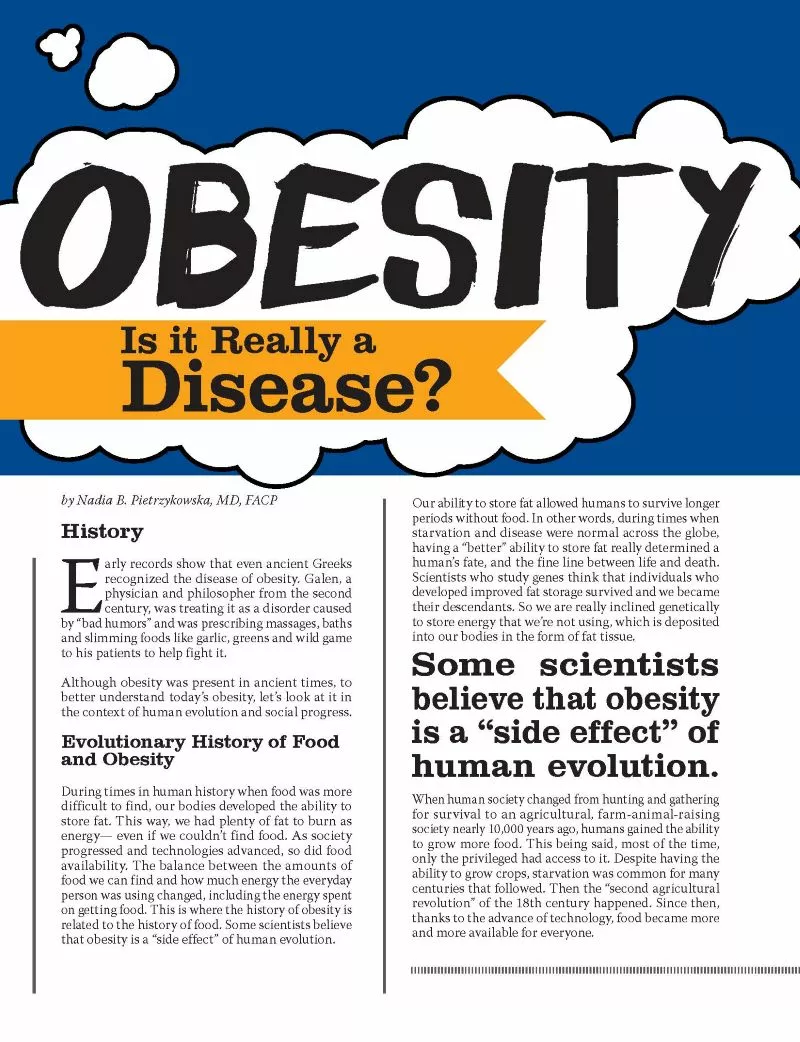 OBESITY
Is it Really a
Disease?
by Nadia B. Pietrzykowska, MD, FACP
History
Early records show that even ancient Greeks
recognized the disease of obesity. Galen, a
physician and philosopher from the second
century, was treating it as a disorder caused
by “bad humors” and was prescribing massages, baths
and slimming foods like garlic, greens and wild game
to his patients to help fight it.
Although obesity was present in ancient times, to
better understand today’s obesity, let’s look at it in
the context of human evolution and social progress.
Evolutionary History of Food
and Obesity
During times in human history when food was more
difficult to find, our bodies developed the ability to
store fat. This way, we had plenty of fat to burn as
energy— even if we couldn’t find food. As society
progressed and technologies advanced, so did food
availability. The balance between the amounts of
food we can find and how much energy the everyday
person was using changed, including the energy spent
on getting food. This is where the history of obesity is
related to the history of food. Some scientists believe
that obesity is a “side effect” of human evolution.
Our ability to store fat allowed humans to survive longer
periods without food. In other words, during times when
starvation and disease were normal across the globe,
having a “better” ability to store fat really determined a
human’s fate, and the fine line between life and death.
Scientists who study genes think that individuals who
developed improved fat storage survived and we became
their descendants. So we are really inclined genetically
to store energy that we’re not using, which is deposited
into our bodies in the form of fat tissue.
Some scientists
believe that obesity
is a “side effect” of
human evolution.
When human society changed from hunting and gathering
for survival to an agricultural, farm-animal-raising
society nearly 10,000 years ago, humans gained the ability
to grow more food. This being said, most of the time,
only the privileged had access to it. Despite having the
ability to grow crops, starvation was common for many
centuries that followed. Then the “second agricultural
revolution” of the 18th century happened. Since then,
thanks to the advance of technology, food became more
and more available for everyone.